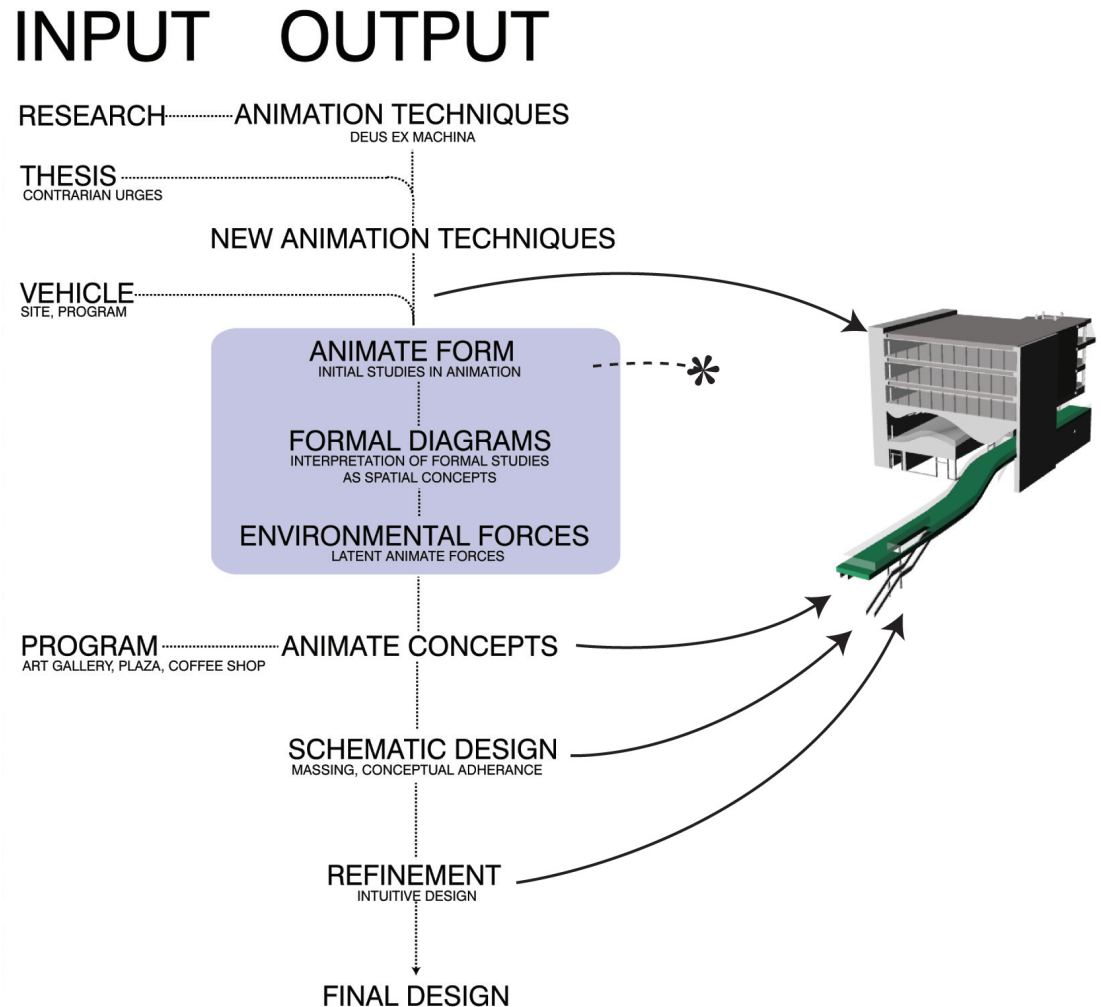 INPUT OUTPUT
RESEARCH ANIMATION TECHNIQUES
DEUS EX MACHINA
THESIS
CONTRARIAN URGES
NEW ANIMATION TECHNIQUES
VEHICLE
SITE, PROGRAM
ANIMATE FORM
INITIAL STUDIES IN ANIMATION
*
FORMAL DIAGRAMS
INTERPRETATION OF FORMAL STUDIES
AS SPATIAL CONCEPTS
ENVIRONMENTAL FORCES
LATENT ANIMATE FORCES
PROGRAM ANIMATE CONCEPTS
ART GALLERY, PLAZA, COFFEE SHOP
SCHEMATIC DESIGN
MASSING, CONCEPTUAL ADHERANCE
REFINEMENT
INTUITIVE DESIGN
FINAL DESIGN